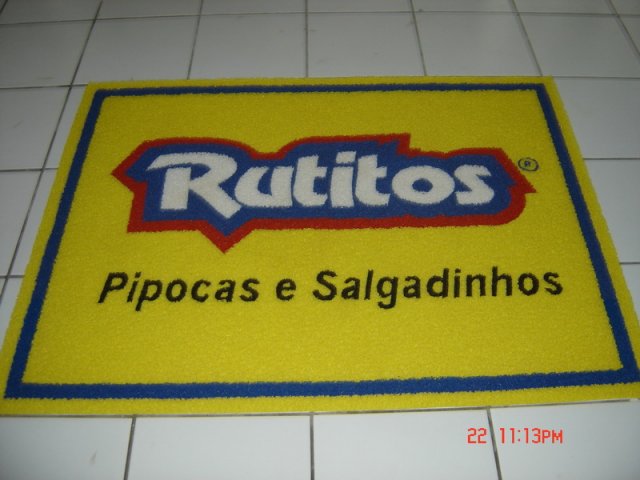 Rutitos ®
Pipocas e Salgadinhos
22 11:13PM